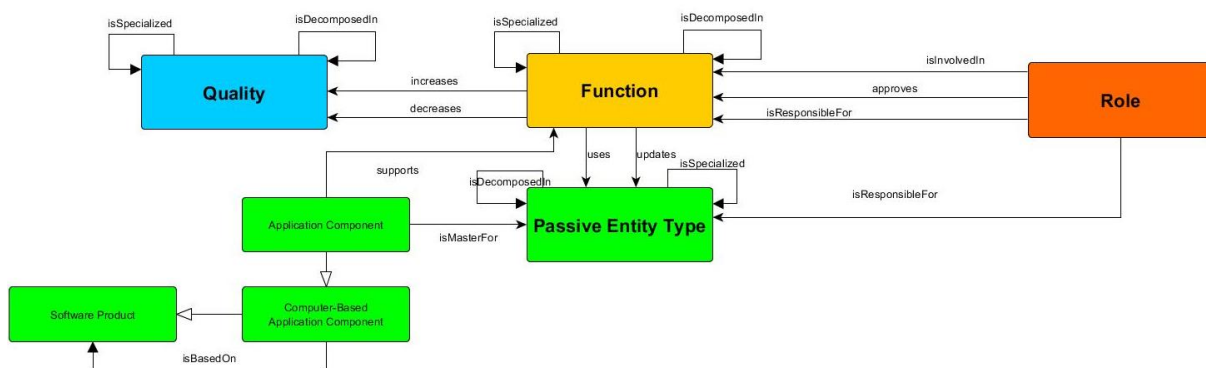 isSpecialized
isDecomposedIn
isSpecialized
isDecomposedIn
Quality
increases
decreases
Function
isInvolvedIn
approves
isResponsibleFor
Role
supports
uses
updates
isSpecialized
isDecomposedIn
Passive Entity Type
isResponsibleFor
Application Component
isMasterFor
Software Product
Computer-Based
Application Component
isBasedOn